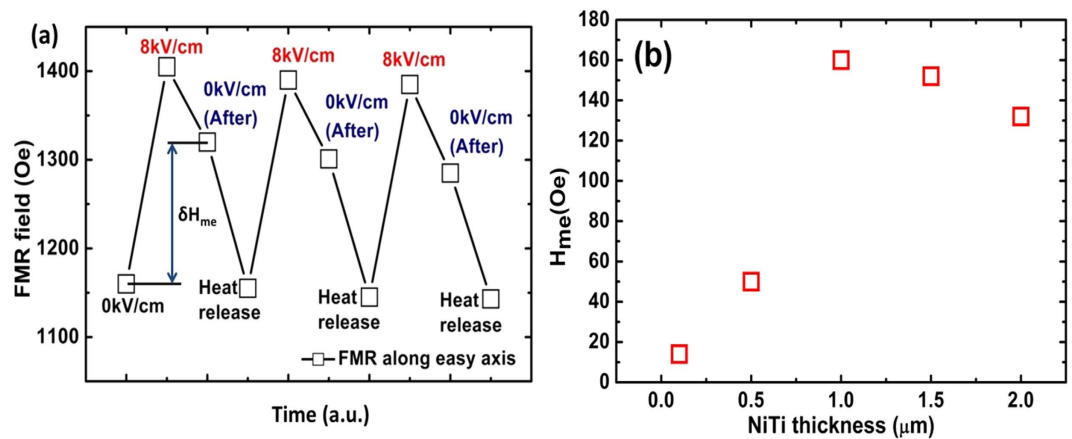 (a)
8kV/cm
8kV/cm
8kV/cm
0kV/cm
(After)
0kV/cm
(After)
0kV/cm
(After)
δHme
0kV/cm
Heat
release
Heat
release
Heat
release
FMR along easy axis
1400
1300
1200
1100
FMR field (Oe)
Time (a.u.)
(b)
180
160
140
120
100
80
60
40
20
0
Hme(Oe)
0.0 0.5 1.0 1.5 2.0
NiTi thickness (μm)